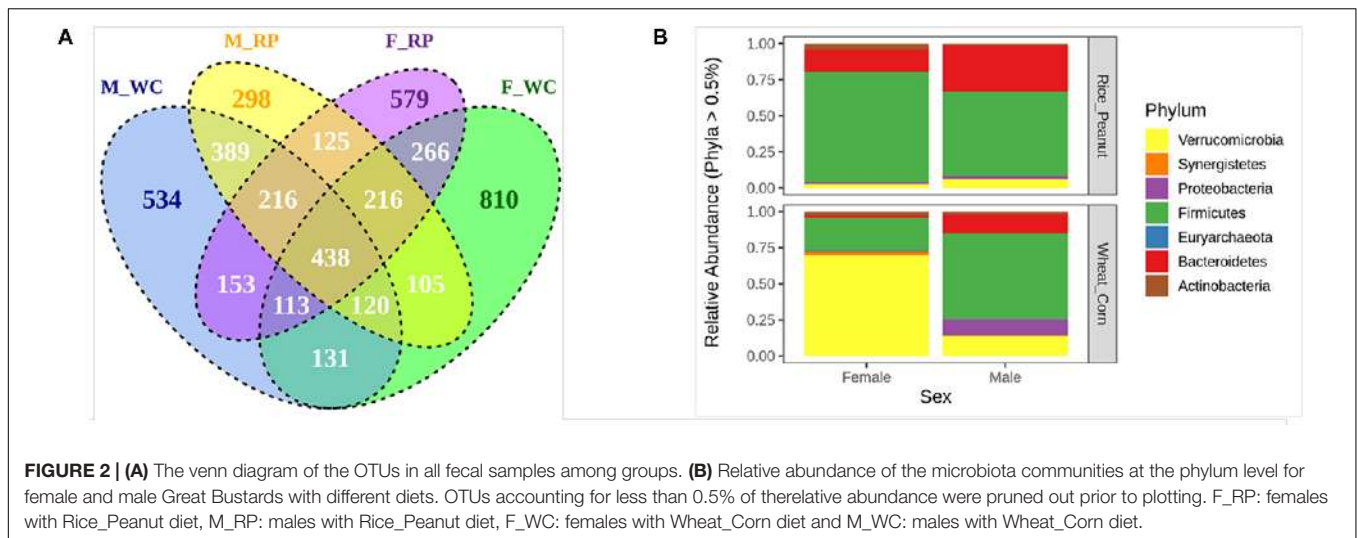 A
M_RP
F_RP
M_WC
F_WC
298
579
389
125
266
534
216
216
810
438
153
113
120
105
131
B
Relative Abundance (Phyla > 0.5%)
1.00
0.75
0.50
0.25
0.00
Rice_Peanut
1.00
0.75
0.50
0.25
0.00
Wheat_Corn
Female
Male
Sex
Phylum
Verrucomicrobia
Synergistetes
Proteobacteria
Firmicutes
Euryarchaeota
Bacteroidetes
Actinobacteria
FIGURE 2 | (A) The venn diagram of the OTUs in all fecal samples among groups. (B) Relative abundance of the microbiota communities at the phylum level for
female and male Great Bustards with different diets. OTUs accounting for less than 0.5% of therelative abundance were pruned out prior to plotting. F_RP: females
with Rice_Peanut diet, M_RP: males with Rice_Peanut diet, F_WC: females with Wheat_Corn diet and M_WC: males with Wheat_Corn diet.